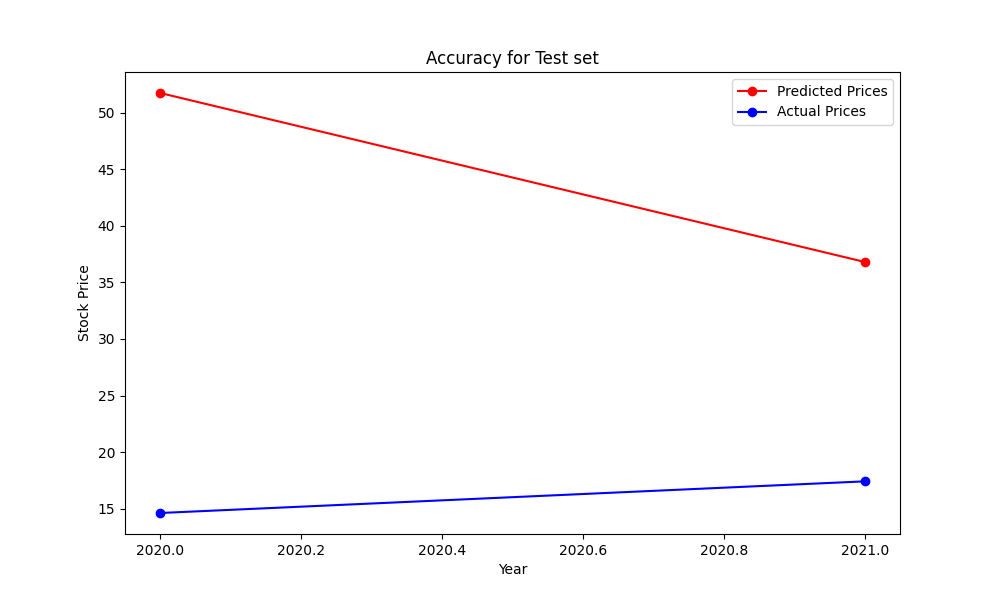 Accuracy for Test set
Predicted Prices
Actual Prices
Stock Price
50
45
40
35
30
25
20
15
2020.0 2020.2 2020.4 2020.6 2020.8 2021.0
Year